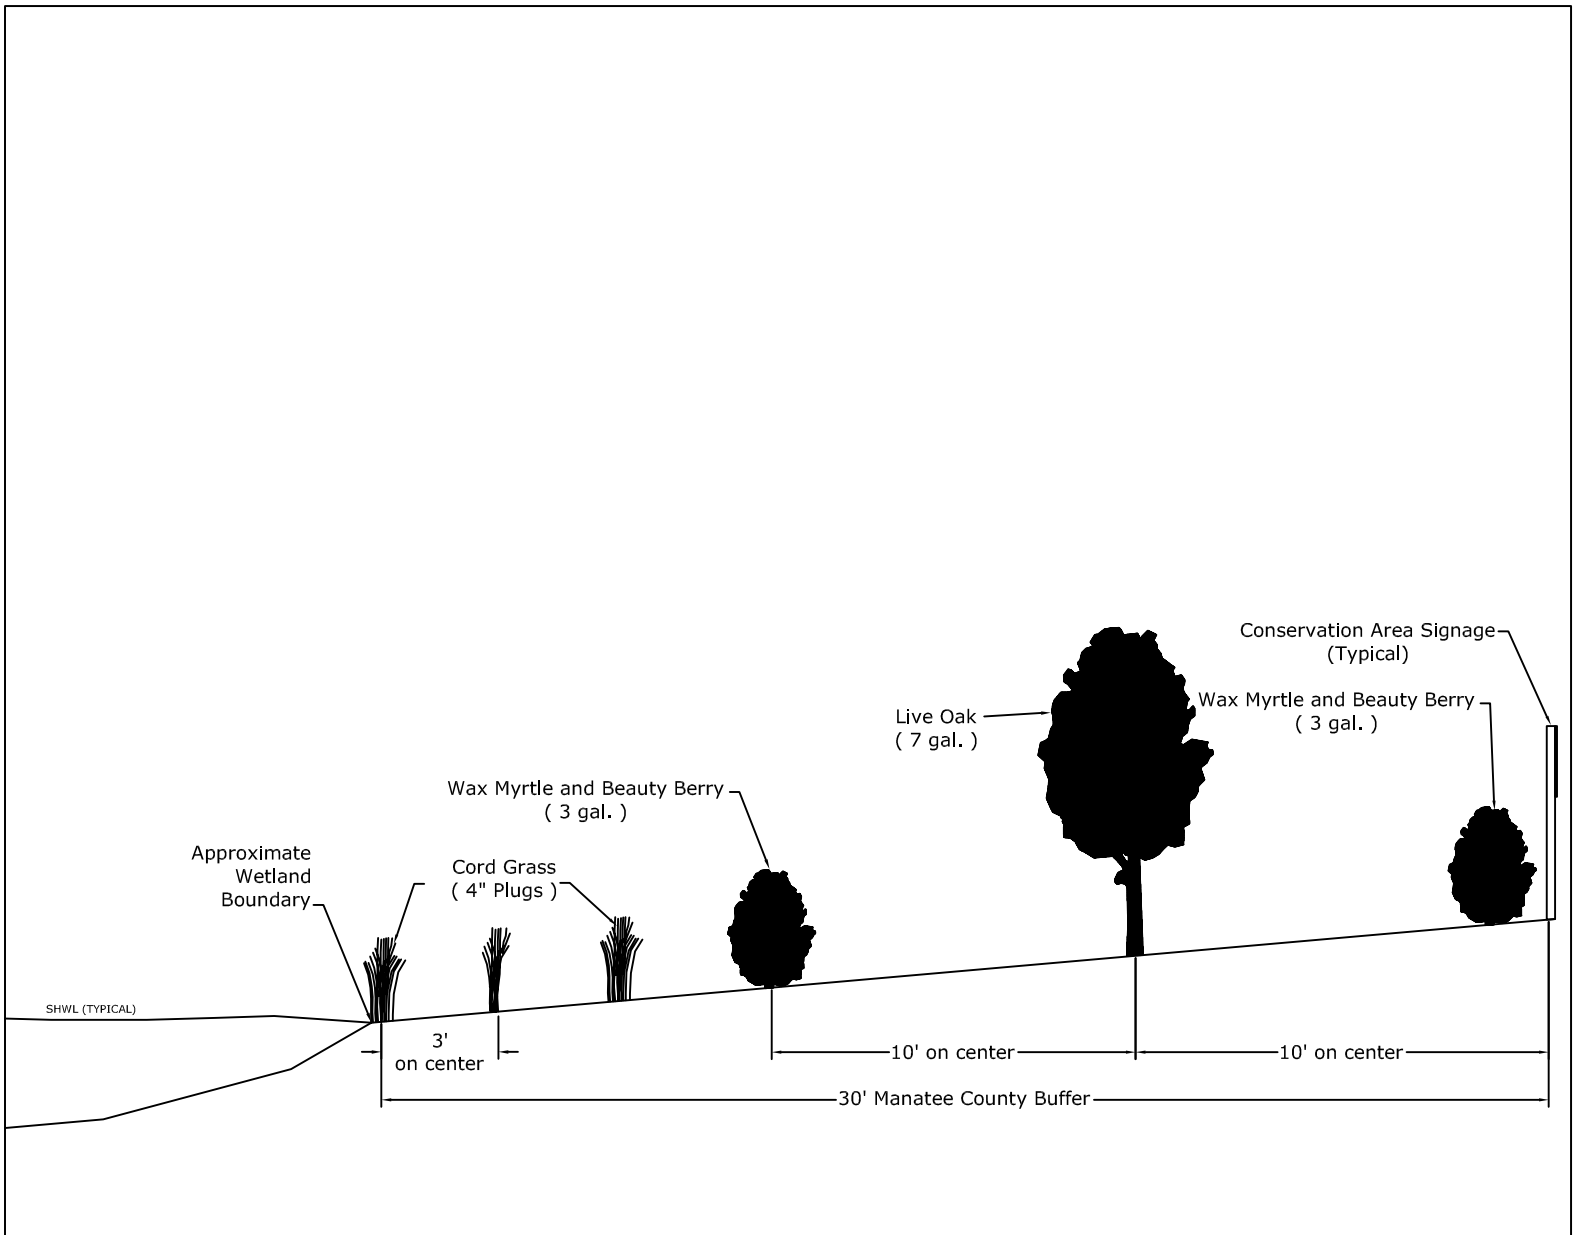 Conservation Area Signage
(Typical)
Wax Myrtle and Beauty Berry
( 3 gal. )
Live Oak
( 7 gal. )
Wax Myrtle and Beauty Berry
( 3 gal. )
Approximate
Wetland
Boundary
Cord Grass
( 4" Plugs )
SHWL (TYPICAL)
3'
on center
10' on center
10' on center
30' Manatee County Buffer